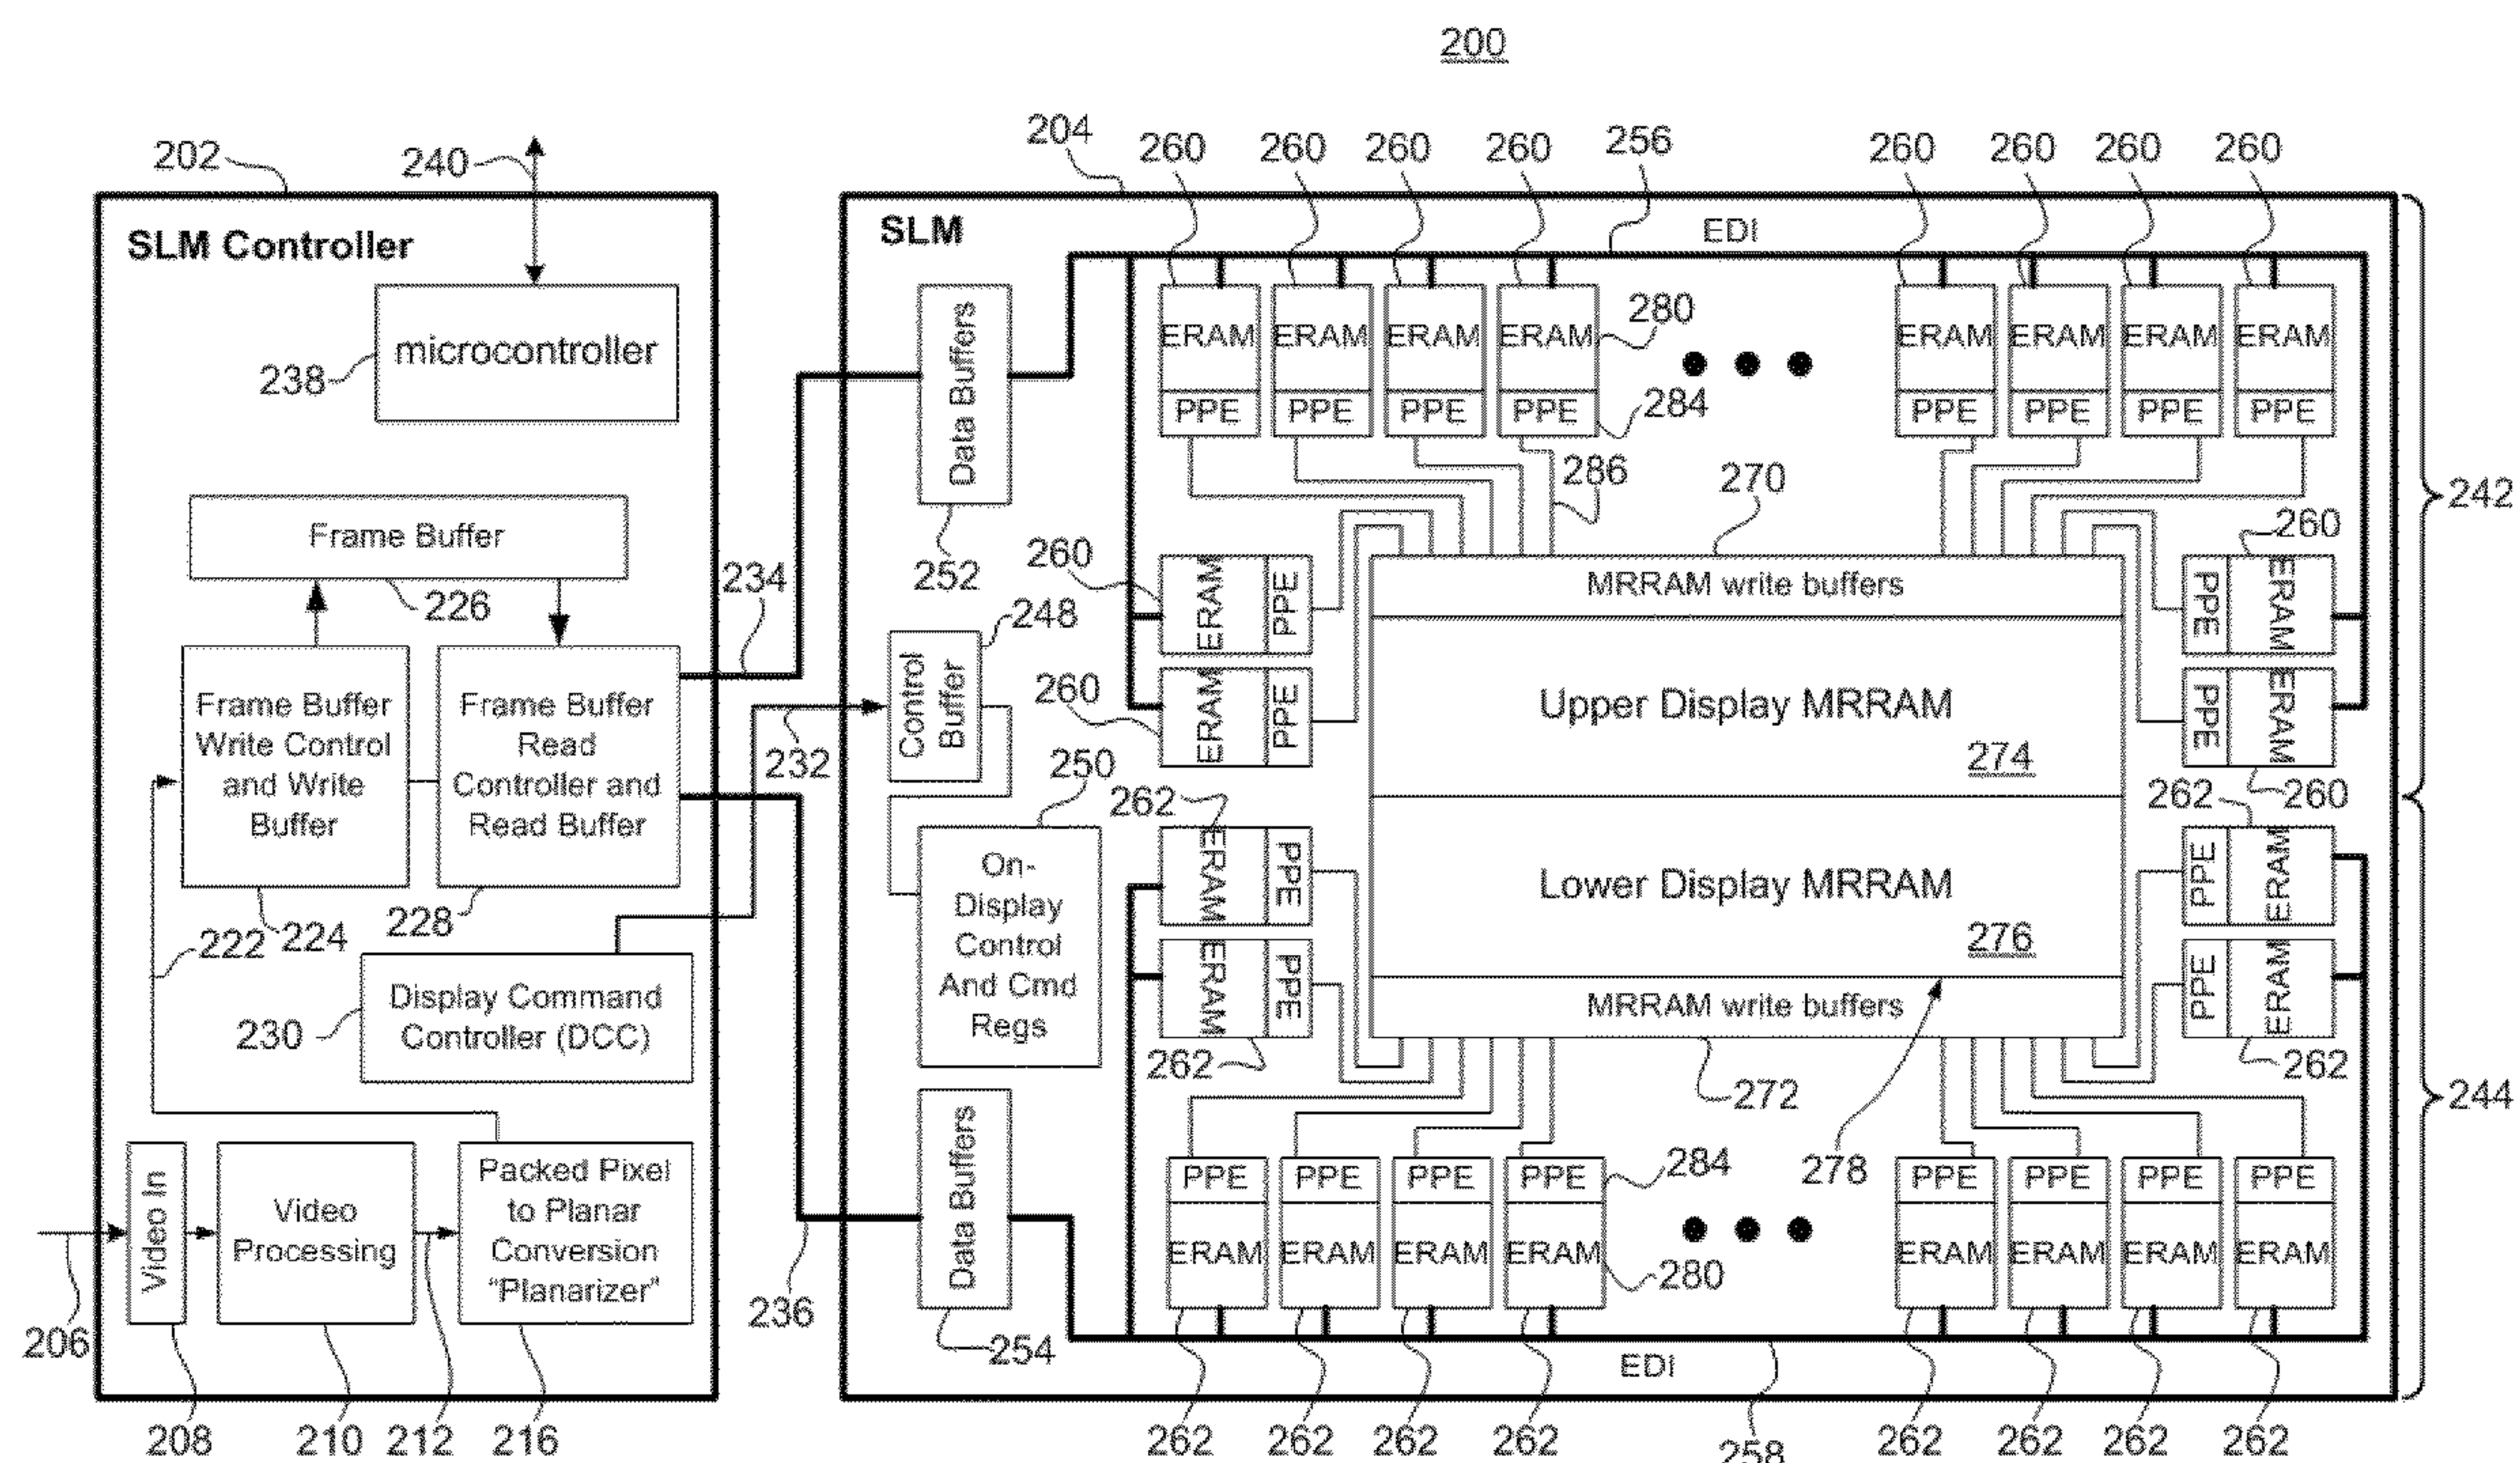 200
202
240
204
260
260
260
260
256
260
260
260
260
SLM Controller
SLM
EDI
microcontroller
238
Data Buffers
252
ERAM
ERAM
ERAM
ERAM
280
ERAM
ERAM
ERAM
ERAM
PPE
PPE
PPE
PPE
284
PPE
PPE
PPE
PPE
286
270
242
Frame Buffer
226
234
248
Control
Buffer
232
260
ERAM
PPE
260
ERAM
PPE
MRRAM write buffers
Upper Display MRRAM
274
260
PPE
ERAM
PPE
ERAM
260
Frame Buffer
Write Control
and Write
Buffer
224
Frame Buffer
Read
Controller and
Read Buffer
228
222
250
On-
Display
Control
And Cmd
Regs
262
ERAM
PPE
ERAM
PPE
262
Lower Display MRRAM
276
MRRAM write buffers
272
278
262
PPE
ERAM
PPE
ERAM
262
244
Display Command
Controller (DCC)
230
Video In
Video
Processing
Packed Pixel
to Planar
Conversion
"Planarizer"
236
Data Buffers
254
PPE
PPE
PPE
PPE
284
PPE
PPE
PPE
PPE
ERAM
ERAM
ERAM
ERAM
280
ERAM
ERAM
ERAM
ERAM
206
EDI
208
210
212
216
262
262
262
262
258
262
262
262
262